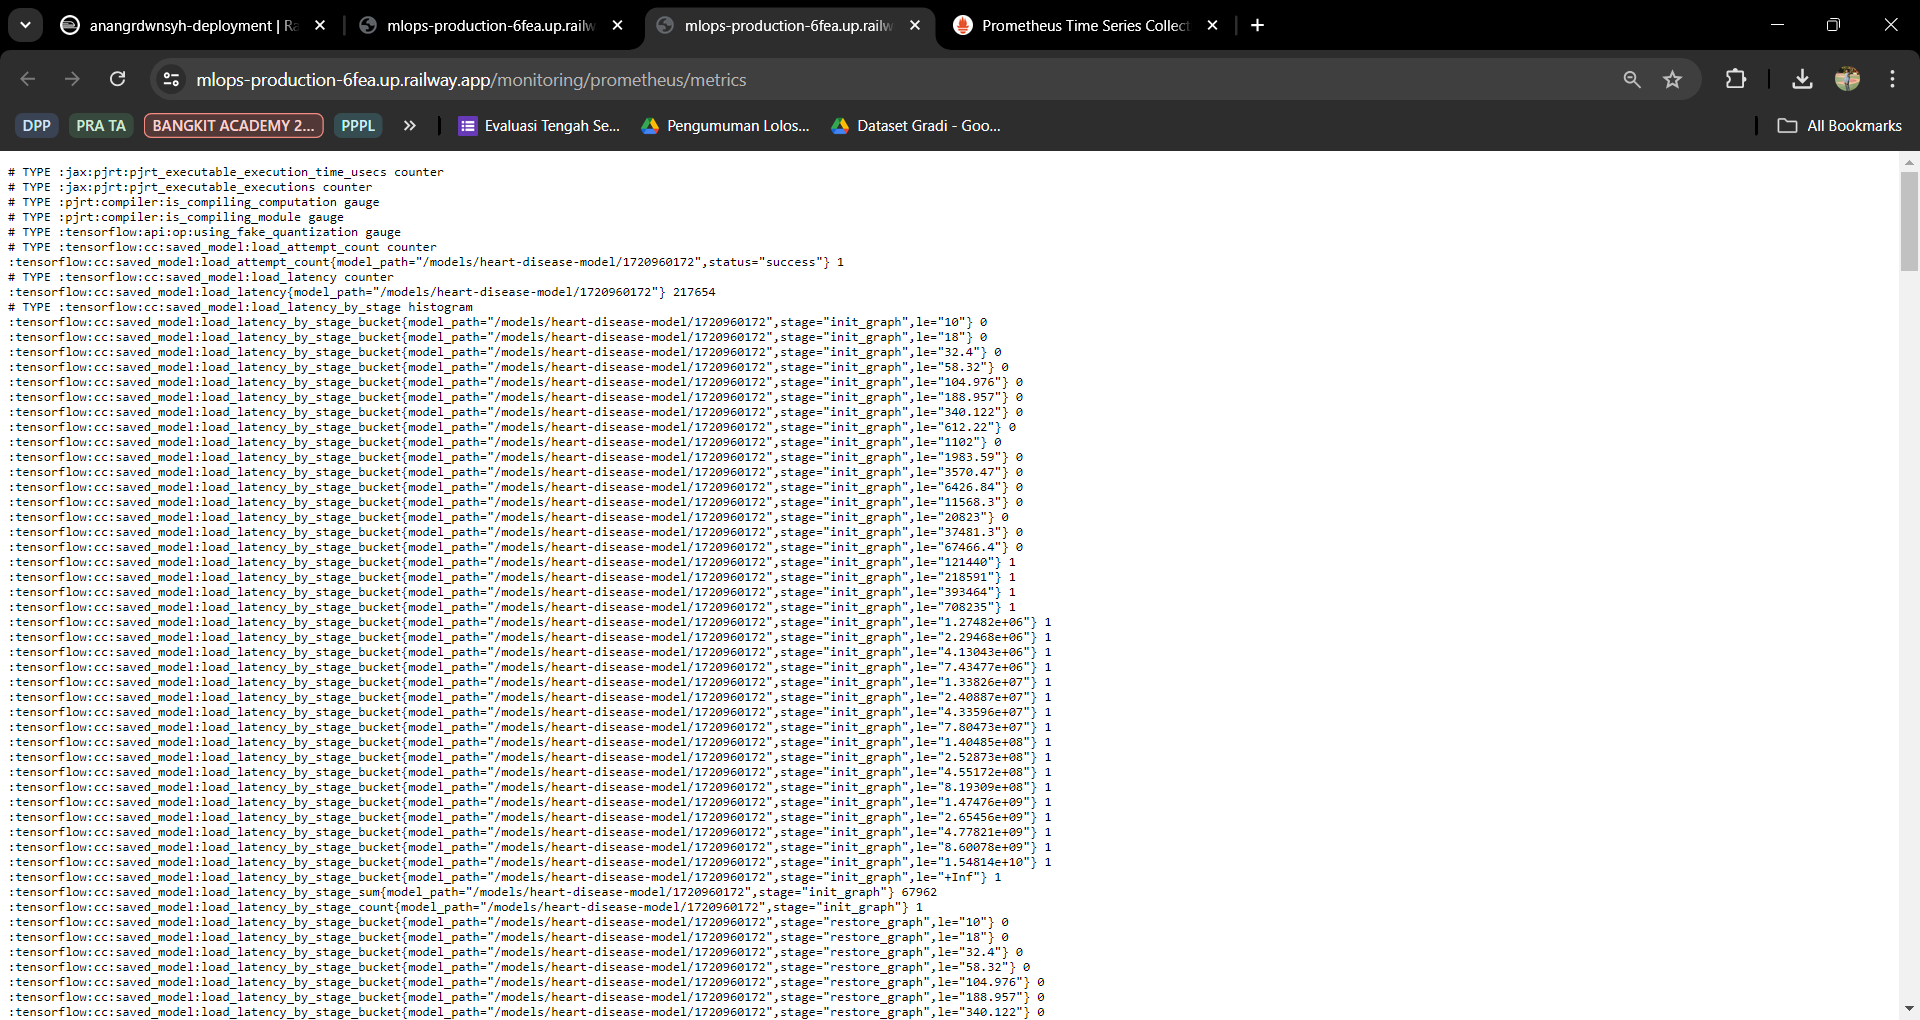 anangrdwnsyh-deployment | Ra
mlops-production-6fea.up.railw
mlops-production-6fea.up.railw
Prometheus Time Series Collect
mlops-production-6fea.up.railway.app/monitoring/prometheus/metrics
DPP
PRA TA
BANGKIT ACADEMY 2...
PPPL
»
Evaluasi Tengah Se...
Pengumuman Lolos...
Dataset Gradi - Goo...
All Bookmarks
# TYPE :jax:pjrt:pjrt_executable_execution_time_usecs counter
# TYPE :jax:pjrt:pjrt_executable_executions counter
# TYPE :pjrt:compiler:is_compiling_computation gauge
# TYPE :pjrt:compiler:is_compiling_module gauge
# TYPE :tensorflow:api:op:using_fake_quantization gauge
# TYPE :tensorflow:cc:saved_model:load_attempt_count counter
:tensorflow:cc:saved_model:load_attempt_count{model_path="/models/heart-disease-model/1720960172",status="success"} 1
# TYPE :tensorflow:cc:saved_model:load_latency counter
:tensorflow:cc:saved_model:load_latency{model_path="/models/heart-disease-model/1720960172"} 217654
# TYPE :tensorflow:cc:saved_model:load_latency_by_stage histogram
:tensorflow:cc:saved_model:load_latency_by_stage_bucket{model_path="/models/heart-disease-model/1720960172",stage="init_graph",le="10"} 0
:tensorflow:cc:saved_model:load_latency_by_stage_bucket{model_path="/models/heart-disease-model/1720960172",stage="init_graph",le="18"} 0
:tensorflow:cc:saved_model:load_latency_by_stage_bucket{model_path="/models/heart-disease-model/1720960172",stage="init_graph",le="32.4"} 0
:tensorflow:cc:saved_model:load_latency_by_stage_bucket{model_path="/models/heart-disease-model/1720960172",stage="init_graph",le="58.32"} 0
:tensorflow:cc:saved_model:load_latency_by_stage_bucket{model_path="/models/heart-disease-model/1720960172",stage="init_graph",le="104.976"} 0
:tensorflow:cc:saved_model:load_latency_by_stage_bucket{model_path="/models/heart-disease-model/1720960172",stage="init_graph",le="188.957"} 0
:tensorflow:cc:saved_model:load_latency_by_stage_bucket{model_path="/models/heart-disease-model/1720960172",stage="init_graph",le="340.122"} 0
:tensorflow:cc:saved_model:load_latency_by_stage_bucket{model_path="/models/heart-disease-model/1720960172",stage="init_graph",le="612.22"} 0
:tensorflow:cc:saved_model:load_latency_by_stage_bucket{model_path="/models/heart-disease-model/1720960172",stage="init_graph",le="1102"} 0
:tensorflow:cc:saved_model:load_latency_by_stage_bucket{model_path="/models/heart-disease-model/1720960172",stage="init_graph",le="1983.59"} 0
:tensorflow:cc:saved_model:load_latency_by_stage_bucket{model_path="/models/heart-disease-model/1720960172",stage="init_graph",le="3570.47"} 0
:tensorflow:cc:saved_model:load_latency_by_stage_bucket{model_path="/models/heart-disease-model/1720960172",stage="init_graph",le="6426.84"} 0
:tensorflow:cc:saved_model:load_latency_by_stage_bucket{model_path="/models/heart-disease-model/1720960172",stage="init_graph",le="11568.3"} 0
:tensorflow:cc:saved_model:load_latency_by_stage_bucket{model_path="/models/heart-disease-model/1720960172",stage="init_graph",le="20823"} 0
:tensorflow:cc:saved_model:load_latency_by_stage_bucket{model_path="/models/heart-disease-model/1720960172",stage="init_graph",le="37481.3"} 0
:tensorflow:cc:saved_model:load_latency_by_stage_bucket{model_path="/models/heart-disease-model/1720960172",stage="init_graph",le="67466.4"} 0
:tensorflow:cc:saved_model:load_latency_by_stage_bucket{model_path="/models/heart-disease-model/1720960172",stage="init_graph",le="121440"} 1
:tensorflow:cc:saved_model:load_latency_by_stage_bucket{model_path="/models/heart-disease-model/1720960172",stage="init_graph",le="218591"} 1
:tensorflow:cc:saved_model:load_latency_by_stage_bucket{model_path="/models/heart-disease-model/1720960172",stage="init_graph",le="393464"} 1
:tensorflow:cc:saved_model:load_latency_by_stage_bucket{model_path="/models/heart-disease-model/1720960172",stage="init_graph",le="708235"} 1
:tensorflow:cc:saved_model:load_latency_by_stage_bucket{model_path="/models/heart-disease-model/1720960172",stage="init_graph",le="1.27482e+06"} 1
:tensorflow:cc:saved_model:load_latency_by_stage_bucket{model_path="/models/heart-disease-model/1720960172",stage="init_graph",le="2.29468e+06"} 1
:tensorflow:cc:saved_model:load_latency_by_stage_bucket{model_path="/models/heart-disease-model/1720960172",stage="init_graph",le="4.13043e+06"} 1
:tensorflow:cc:saved_model:load_latency_by_stage_bucket{model_path="/models/heart-disease-model/1720960172",stage="init_graph",le="7.43477e+06"} 1
:tensorflow:cc:saved_model:load_latency_by_stage_bucket{model_path="/models/heart-disease-model/1720960172",stage="init_graph",le="1.33826e+07"} 1
:tensorflow:cc:saved_model:load_latency_by_stage_bucket{model_path="/models/heart-disease-model/1720960172",stage="init_graph",le="2.40887e+07"} 1
:tensorflow:cc:saved_model:load_latency_by_stage_bucket{model_path="/models/heart-disease-model/1720960172",stage="init_graph",le="4.33596e+07"} 1
:tensorflow:cc:saved_model:load_latency_by_stage_bucket{model_path="/models/heart-disease-model/1720960172",stage="init_graph",le="7.80473e+07"} 1
:tensorflow:cc:saved_model:load_latency_by_stage_bucket{model_path="/models/heart-disease-model/1720960172",stage="init_graph",le="1.40485e+08"} 1
:tensorflow:cc:saved_model:load_latency_by_stage_bucket{model_path="/models/heart-disease-model/1720960172",stage="init_graph",le="2.52873e+08"} 1
:tensorflow:cc:saved_model:load_latency_by_stage_bucket{model_path="/models/heart-disease-model/1720960172",stage="init_graph",le="4.55172e+08"} 1
:tensorflow:cc:saved_model:load_latency_by_stage_bucket{model_path="/models/heart-disease-model/1720960172",stage="init_graph",le="8.19309e+08"} 1
:tensorflow:cc:saved_model:load_latency_by_stage_bucket{model_path="/models/heart-disease-model/1720960172",stage="init_graph",le="1.47476e+09"} 1
:tensorflow:cc:saved_model:load_latency_by_stage_bucket{model_path="/models/heart-disease-model/1720960172",stage="init_graph",le="2.65456e+09"} 1
:tensorflow:cc:saved_model:load_latency_by_stage_bucket{model_path="/models/heart-disease-model/1720960172",stage="init_graph",le="4.77821e+09"} 1
:tensorflow:cc:saved_model:load_latency_by_stage_bucket{model_path="/models/heart-disease-model/1720960172",stage="init_graph",le="8.60078e+09"} 1
:tensorflow:cc:saved_model:load_latency_by_stage_bucket{model_path="/models/heart-disease-model/1720960172",stage="init_graph",le="1.54814e+10"} 1
:tensorflow:cc:saved_model:load_latency_by_stage_bucket{model_path="/models/heart-disease-model/1720960172",stage="init_graph",le="+Inf"} 1
:tensorflow:cc:saved_model:load_latency_by_stage_sum{model_path="/models/heart-disease-model/1720960172",stage="init_graph"} 67962
:tensorflow:cc:saved_model:load_latency_by_stage_count{model_path="/models/heart-disease-model/1720960172",stage="init_graph"} 1
:tensorflow:cc:saved_model:load_latency_by_stage_bucket{model_path="/models/heart-disease-model/1720960172",stage="restore_graph",le="10"} 0
:tensorflow:cc:saved_model:load_latency_by_stage_bucket{model_path="/models/heart-disease-model/1720960172",stage="restore_graph",le="18"} 0
:tensorflow:cc:saved_model:load_latency_by_stage_bucket{model_path="/models/heart-disease-model/1720960172",stage="restore_graph",le="32.4"} 0
:tensorflow:cc:saved_model:load_latency_by_stage_bucket{model_path="/models/heart-disease-model/1720960172",stage="restore_graph",le="58.32"} 0
:tensorflow:cc:saved_model:load_latency_by_stage_bucket{model_path="/models/heart-disease-model/1720960172",stage="restore_graph",le="104.976"} 0
:tensorflow:cc:saved_model:load_latency_by_stage_bucket{model_path="/models/heart-disease-model/1720960172",stage="restore_graph",le="188.957"} 0
:tensorflow:cc:saved_model:load_latency_by_stage_bucket{model_path="/models/heart-disease-model/1720960172",stage="restore_graph",le="340.122"} 0